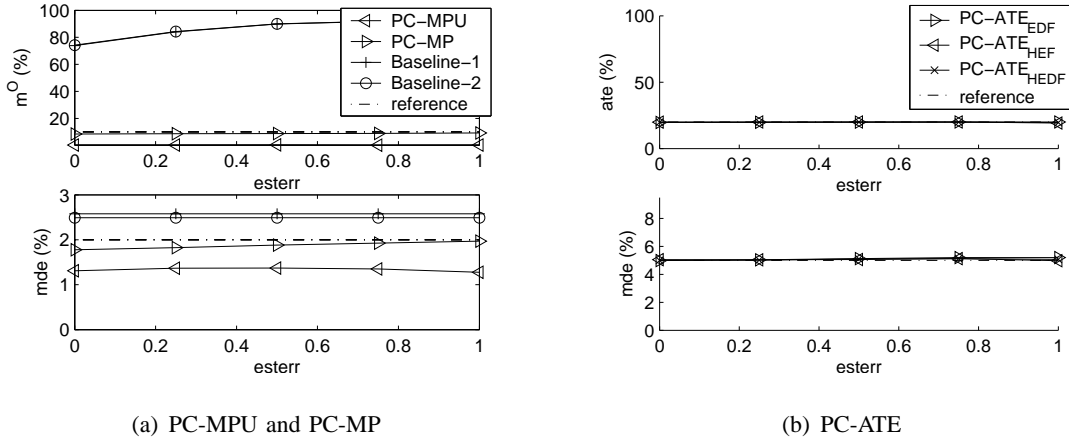 100
80
60
40
20
m^O (%)
0 0.2 0.4 0.6 0.8 1
esterr
PC−MPU
PC−MP
Baseline−1
Baseline−2
reference
3
2
1
0
mde (%)
0 0.2 0.4 0.6 0.8 1
esterr
(a) PC-MPU and PC-MP
100
50
0
ate (%)
0 0.2 0.4 0.6 0.8 1
esterr
PC−ATE_EDF
PC−ATE_HEF
PC−ATE_HEDF
reference
8
6
4
2
0
mde (%)
0 0.2 0.4 0.6 0.8 1
esterr
(b) PC-ATE